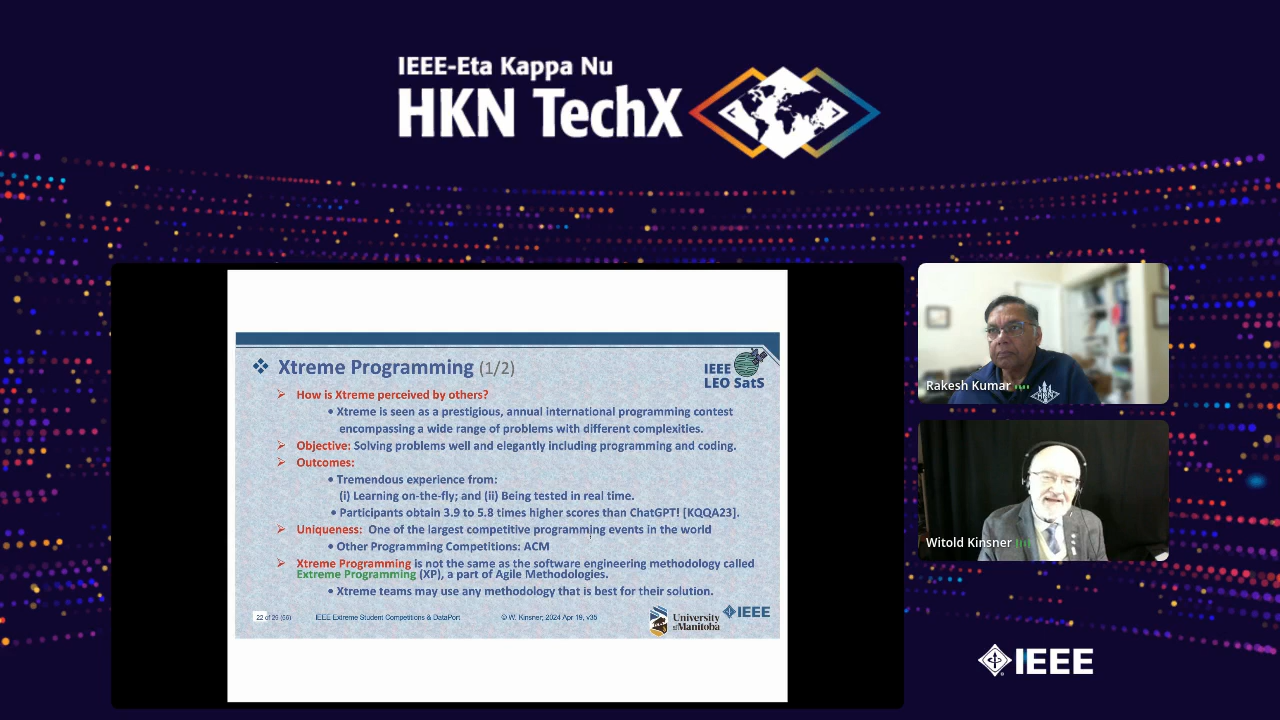 IEEE-Eta Kappa Nu
HKN TechX
Xtreme Programming (1/2)
IEEE
LEO SatS
How is Xtreme perceived by others?
• Xtreme is seen as a prestigious, annual international programming contest
encompassing a wide range of problems with different complexities.
Objective: Solving problems well and elegantly including programming and coding.
Outcomes:
• Tremendous experience from:
(i) Learning on-the-fly; and (ii) Being tested in real time.
• Participants obtain 3.9 to 5.8 times higher scores than ChatGPT! [KQQA23].
Uniqueness: One of the largest competitive programming events in the world
• Other Programming Competitions: ACM
Xtreme Programming is not the same as the software engineering methodology called
Extreme Programming (XP), a part of Agile Methodologies.
• Xtreme teams may use any methodology that is best for their solution.
22 of 29 (56)
IEEE Extreme Student Competitions & DataPort
© W. Kinsner; 2024 Apr 19, v35
University
of Manitoba
IEEE
Rakesh Kumar
HKN
Witold Kinsner
IEEE